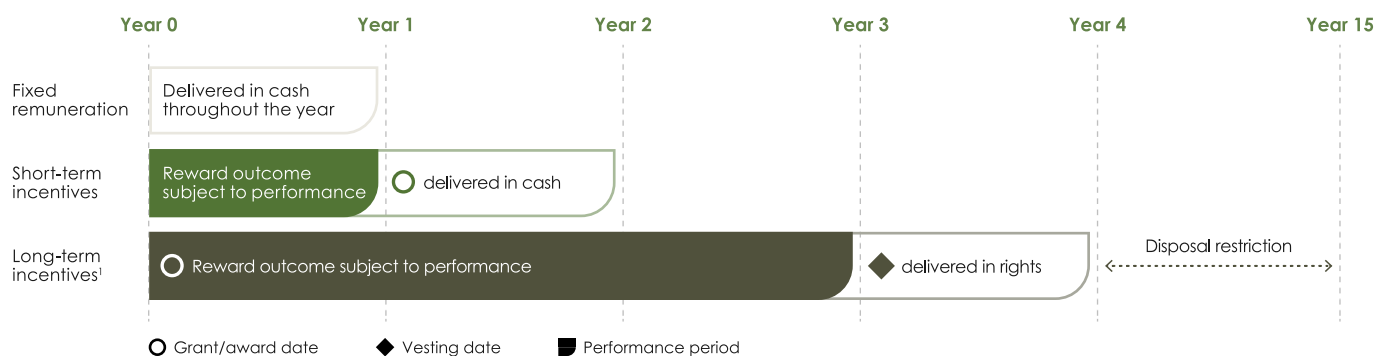 Year 0 Year 1 Year 2 Year 3 Year 4 Year 15
Fixed
remuneration
Delivered in cash
throughout the year
Short-term
incentives
Reward outcome
subject to performance
delivered in cash
Long-term
incentives¹
Reward outcome subject to performance
delivered in rights
Disposal restriction
Grant/award date Vesting date Performance period